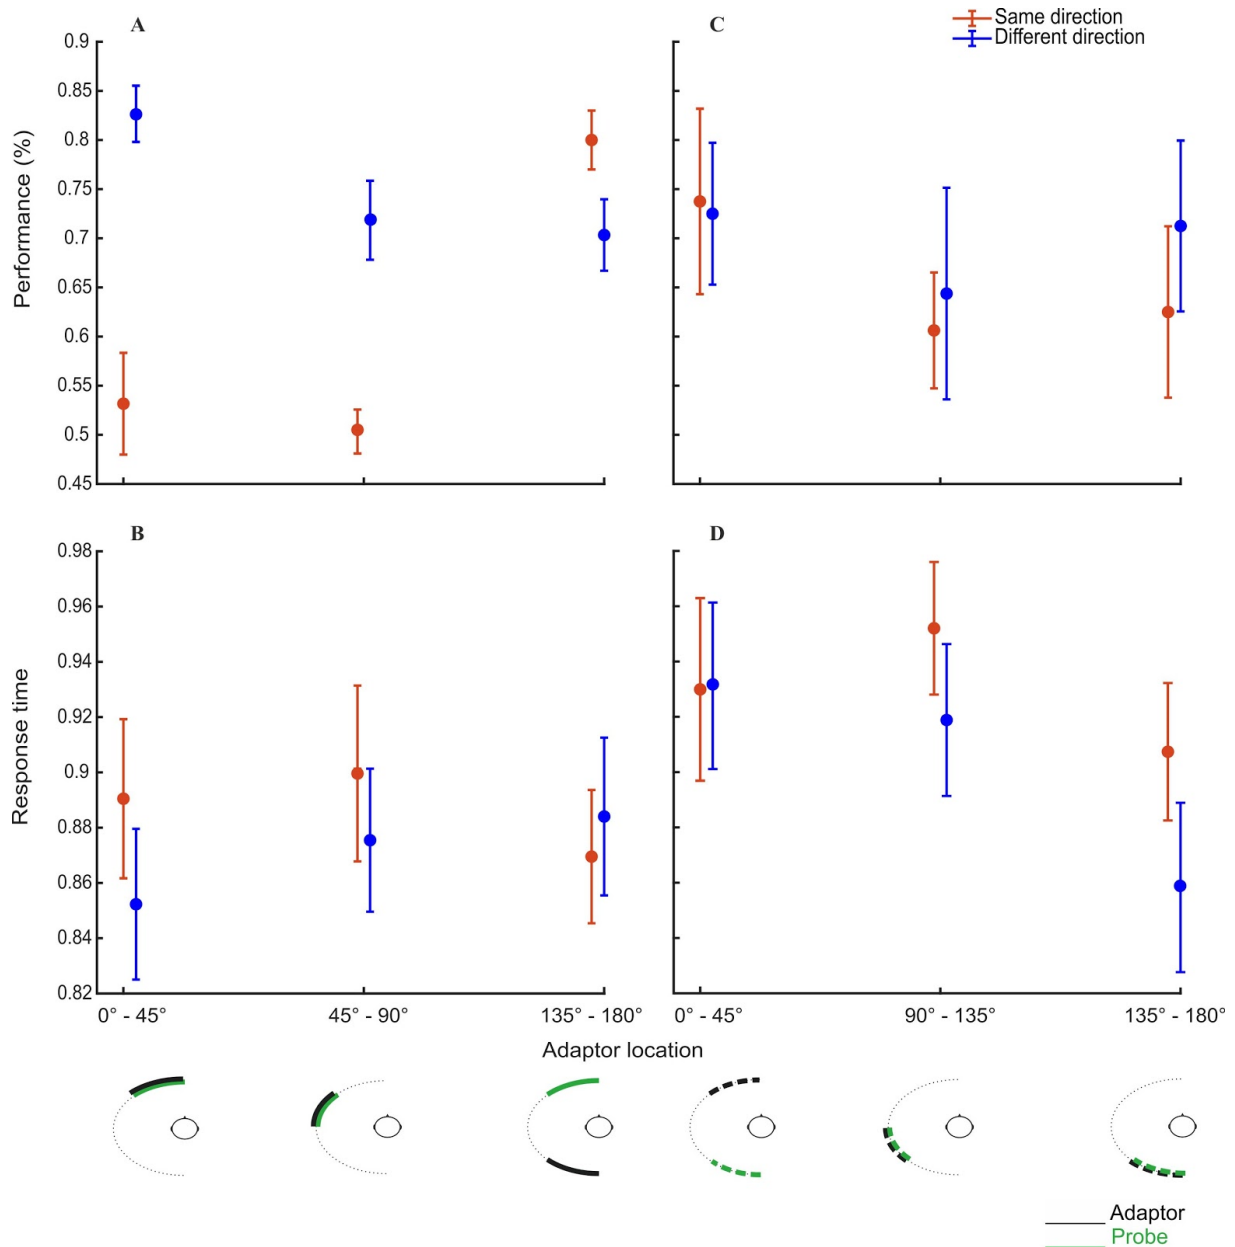 A
C
Same direction
Different direction
0.9
0.85
0.8
0.75
0.7
0.65
0.6
0.55
0.5
0.45
Performance (%)
B
D
0.98
0.96
0.94
0.92
0.9
0.88
0.86
0.84
0.82
Response time
0° - 45° 45° - 90° 135° - 180° 0° - 45° 90° - 135° 135° - 180°
Adaptor location
Adaptor
Probe